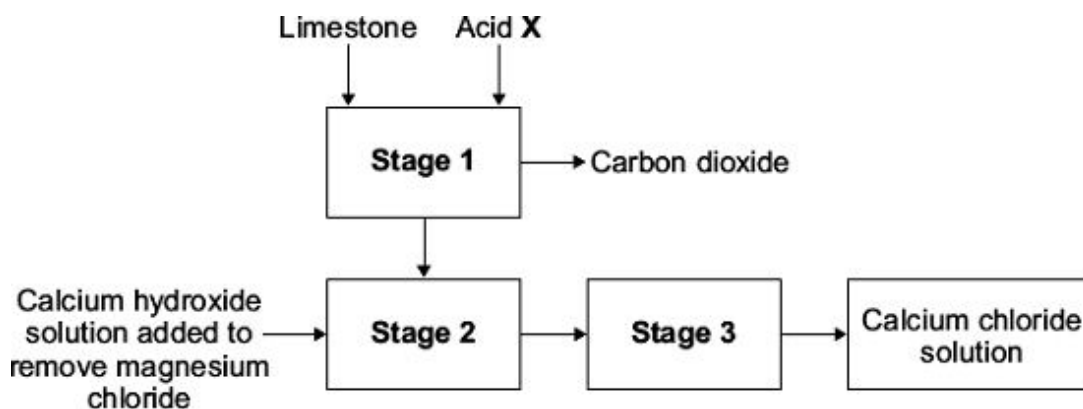 Limestone Acid X
Stage 1
Carbon dioxide
Calcium hydroxide
solution added to
remove magnesium
chloride
Stage 2
Stage 3
Calcium chloride
solution